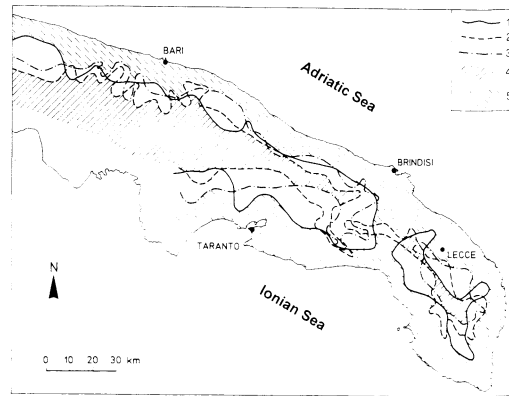 BARI
Adriatic Sea
BRINDISI
LECCE
TARANTO
N
Ionian Sea
0 10 20 30 km
1
2
3
4
5